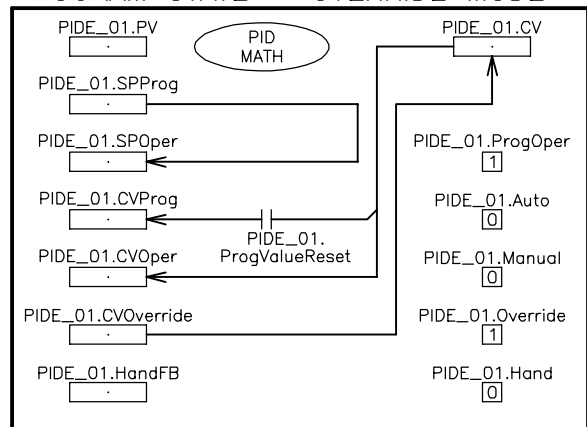 PIDE_01.PV
PID
MATH
PIDE_01.CV
PIDE_01.SPProg
PIDE_01.SPOper
PIDE_01.ProgOper
1
PIDE_01.CVProg
PIDE_01.Auto
0
PIDE_01.
ProgValueReset
PIDE_01.CVOper
PIDE_01.Manual
0
PIDE_01.CVOverride
PIDE_01.Override
1
PIDE_01.HandFB
PIDE_01.Hand
0